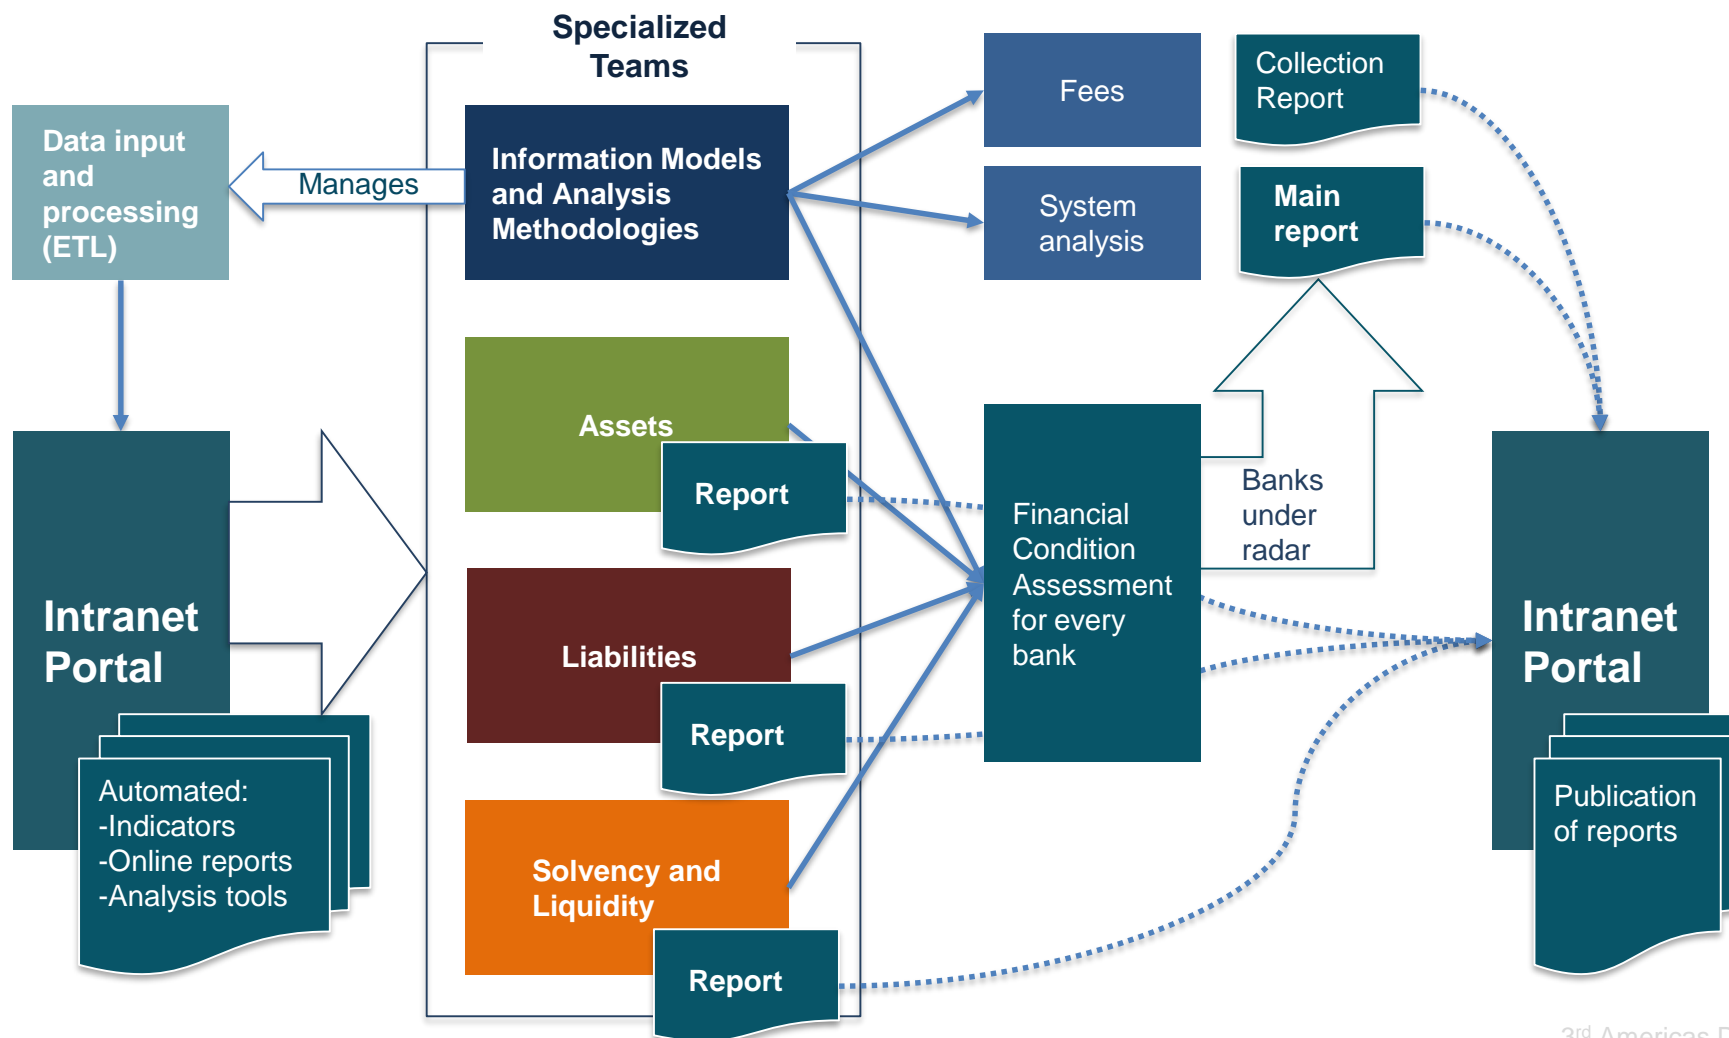 Specialized
Teams
Data input
and
processing
(ETL)
Manages
Information Models
and Analysis
Methodologies
Fees
Collection
Report
System
analysis
Main
report
Assets
Report
Intranet
Portal
Automated:
-Indicators
-Online reports
-Analysis tools
Liabilities
Report
Solvency and
Liquidity
Report
Financial
Condition
Assessment
for every
bank
Banks
under
radar
Intranet
Portal
Publication
of reports
3rd Americas